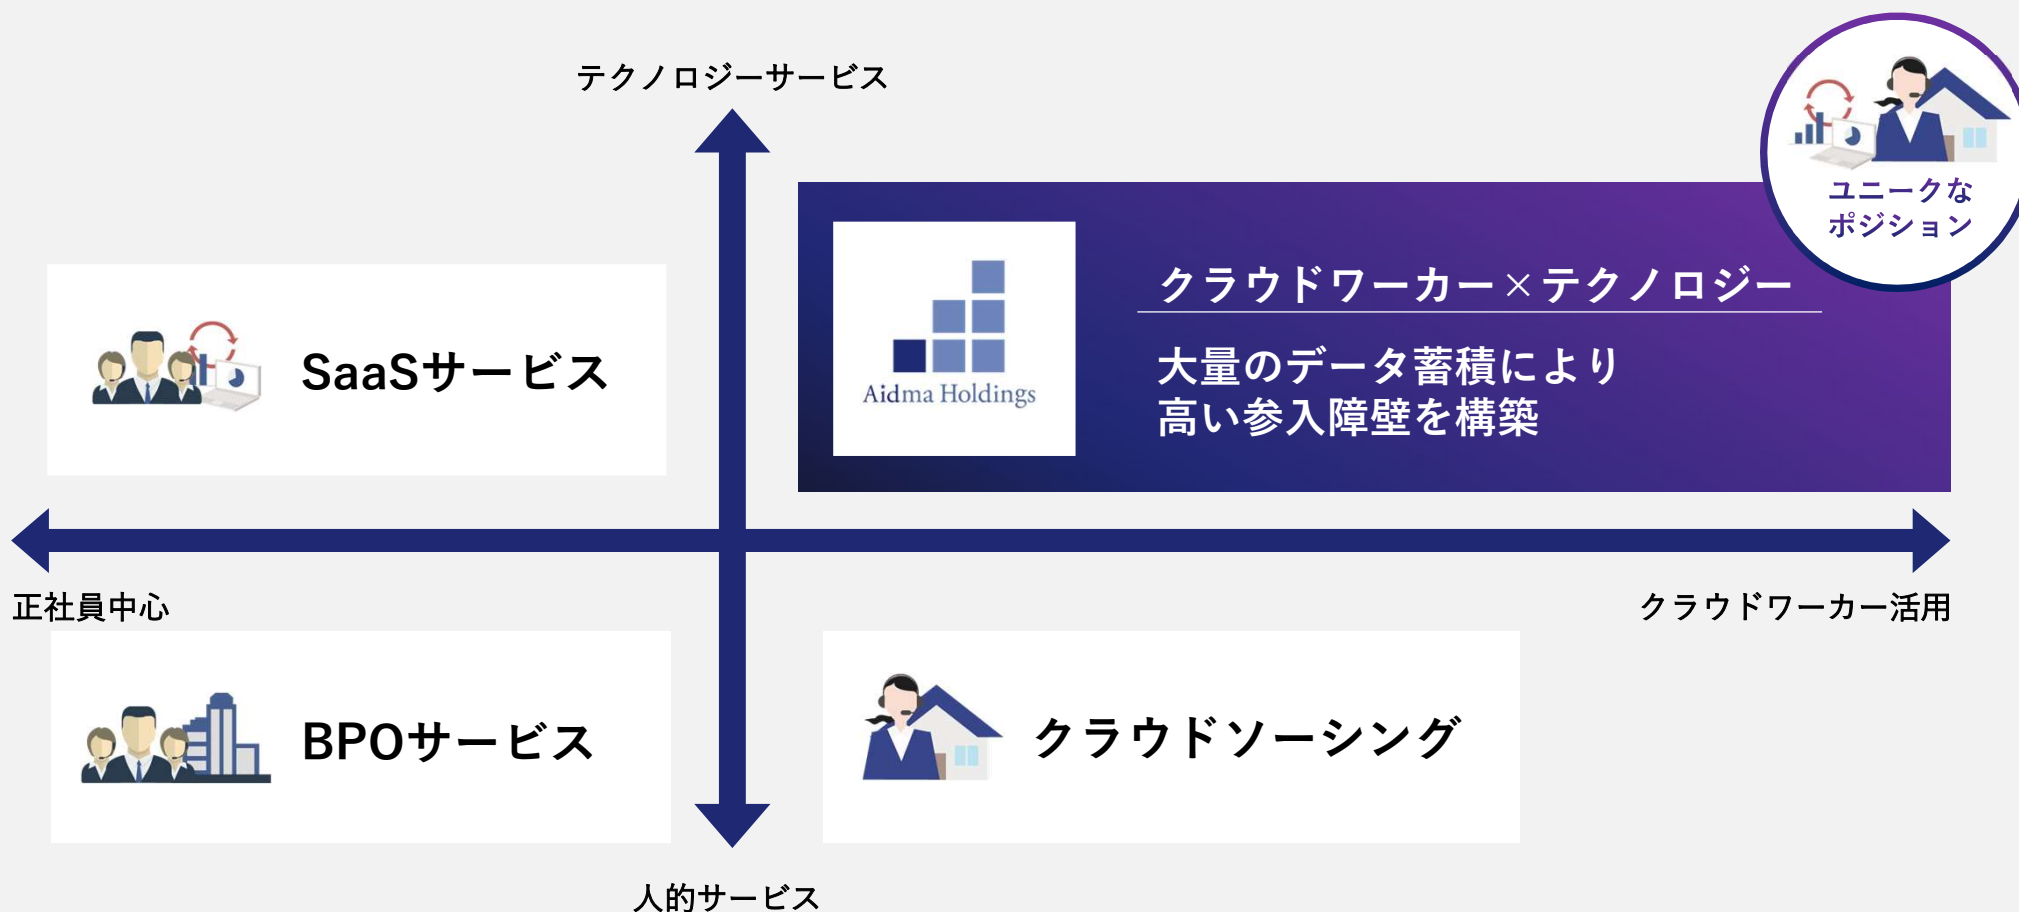 テクノロジーサービス
ユニークな
ポジション
クラウドワーカー×テクノロジー
大量のデータ蓄積により
高い参入障壁を構築
Aidma Holdings
SaaSサービス
正社員中心
クラウドワーカー活用
BPOサービス
クラウドソーシング
人的サービス